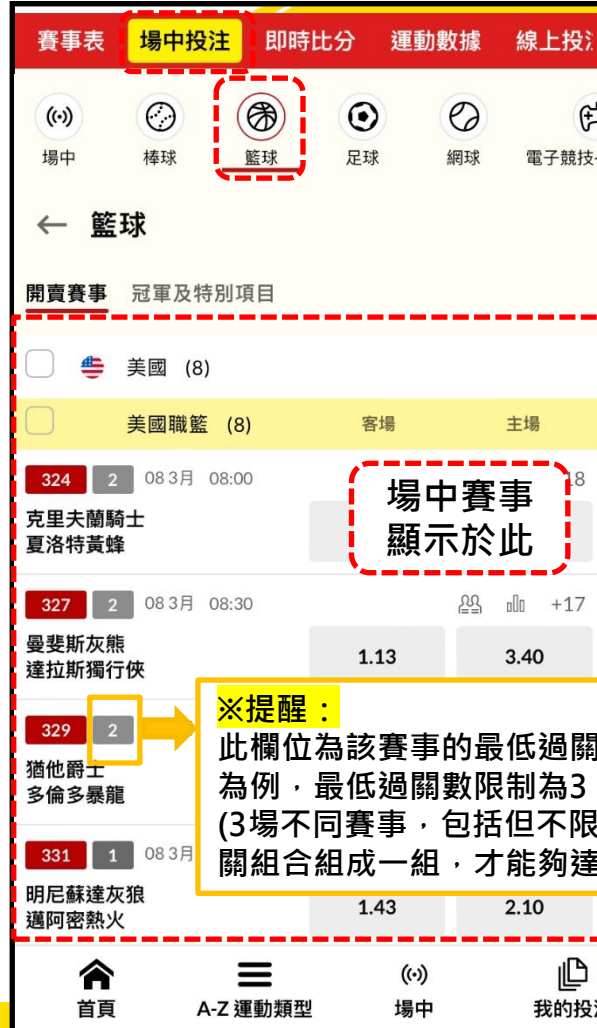 賽事表 場中投注 即時比分 運動數據 線上投
場中 棒球 籃球 足球 網球 電子競技
← 籃球
開賣賽事 冠軍及特別項目
美國 (8)
美國職籃 (8) 客場 主場
324 2 08 3月 08:00
場中賽事
顯示於此
克里夫蘭騎士
夏洛特黃蜂
327 2 08 3月 08:30 +17
曼斐斯灰熊
達拉斯獨行俠
1.13 3.40
329 2
猶他爵士
多倫多暴龍
※提醒：
此欄位為該賽事的最低過關
為例，最低過關數限制為3
(3場不同賽事，包括但不限
關組合組成一組，才能夠達
331 1 08 3月
明尼蘇達灰狼
邁阿密熱火
1.43 2.10
首頁 A-Z 運動類型 場中 我的投